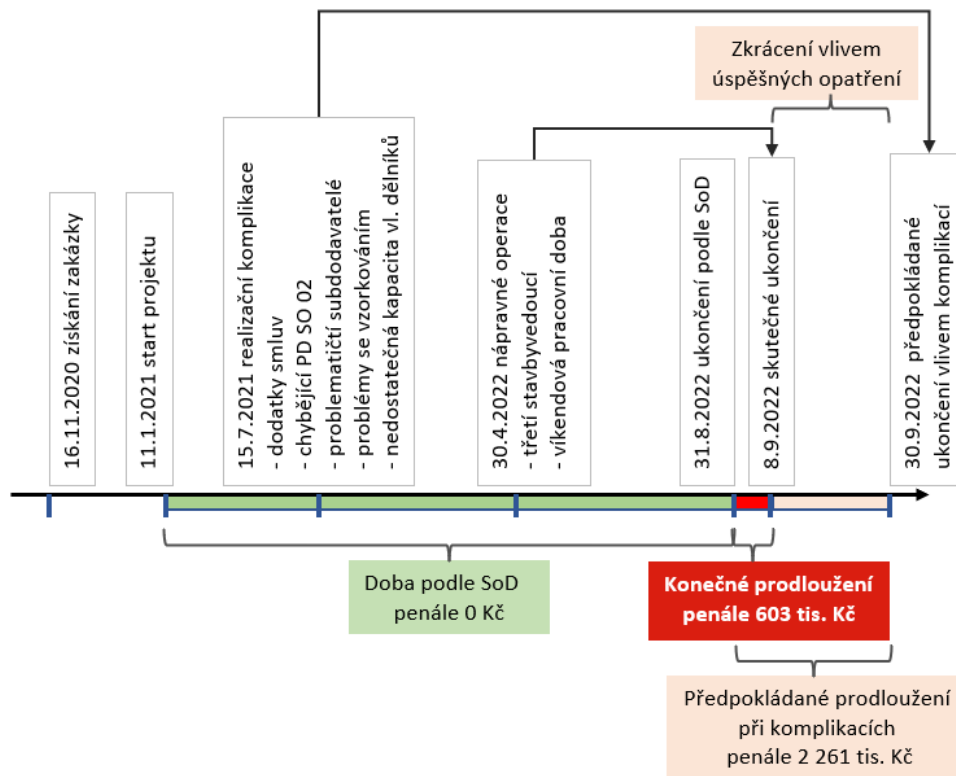 Zkrácení vlivem
úspěšných opatření
16.11.2020 získání zakázky
11.1.2021 start projektu
15.7.2021 realizační komplikace
- dodatky smluv
- chybějící PD SO 02
- problematičtí subdodavatelé
- problémy se vzorkováním
- nedostatečná kapacita vl. dělníků
30.4.2022 nápravné operace
- třetí stavbyvedoucí
- víkendová pracovní doba
31.8.2022 ukončení podle SoD
8.9.2022 skutečné ukončení
30.9.2022 předpokládané
ukončení vlivem komplikací
Doba podle SoD
penále 0 Kč
Konečné prodloužení
penále 603 tis. Kč
Předpokládané prodloužení
při komplikacích
penále 2 261 tis. Kč